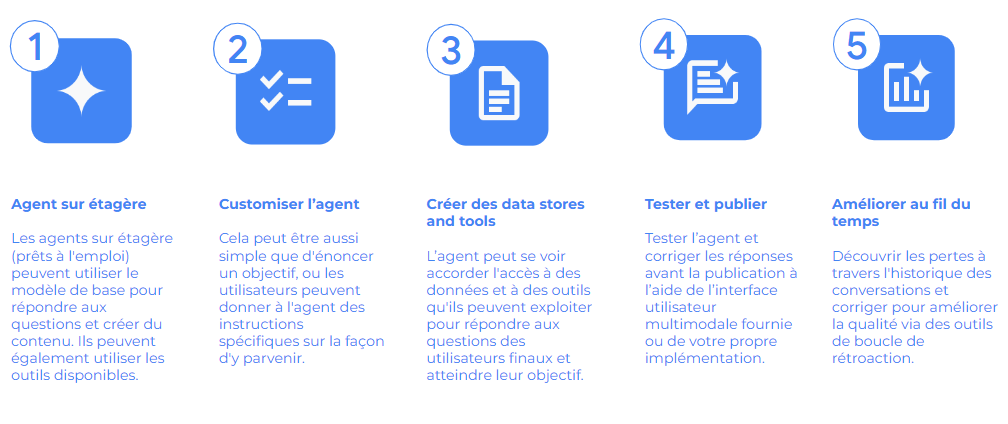 1
2
3
4
5
Agent sur étagère
Les agents sur étagère
(prêts à l'emploi)
peuvent utiliser le
modèle de base pour
répondre aux
questions et créer du
contenu. Ils peuvent
également utiliser les
outils disponibles.
Customiser l’agent
Cela peut être aussi
simple que d'énoncer
un objectif, ou les
utilisateurs peuvent
donner à l'agent des
instructions
spécifiques sur la façon
d'y parvenir.
Créer des data stores
and tools
L’agent peut se voir
accorder l'accès à des
données et à des outils
qu'ils peuvent exploiter
pour répondre aux
questions des
utilisateurs finaux et
atteindre leur objectif.
Tester et publier
Tester l’agent et
corriger les réponses
avant la publication à
l’aide de l’interface
utilisateur
multimodale fournie
ou de votre propre
implémentation.
Améliorer au fil du
temps
Découvrir les pertes à
travers l'historique des
conversations et
corriger pour améliorer
la qualité via des outils
de boucle de
rétroaction.